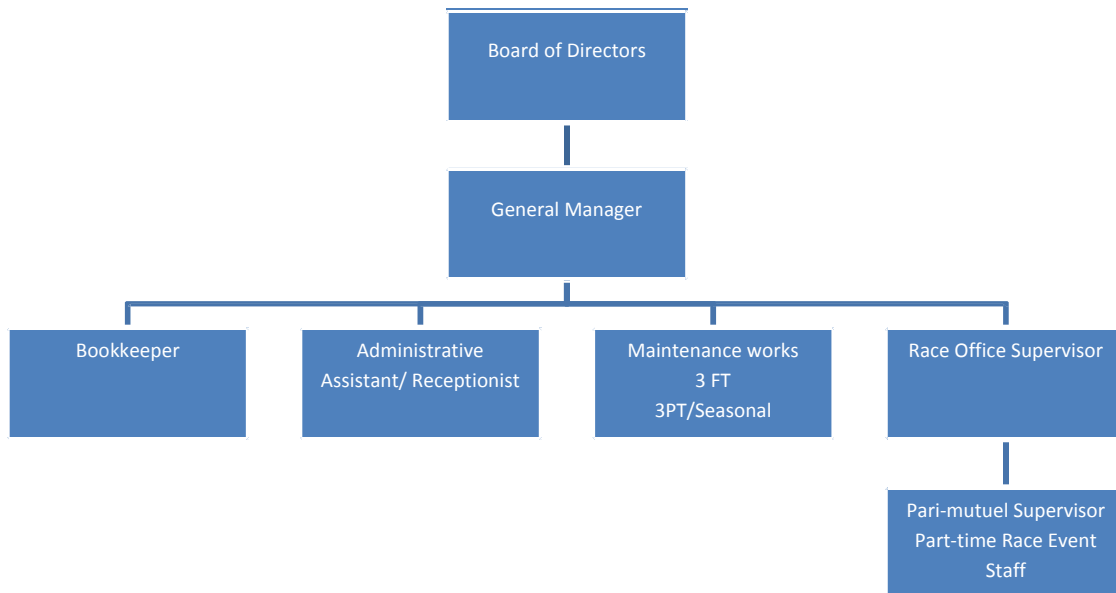 Board of Directors
General Manager
Bookkeeper
Administrative
Assistant/ Receptionist
Maintenance works
3 FT
3PT/Seasonal
Race Office Supervisor
Pari-mutuel Supervisor
Part-time Race Event
Staff